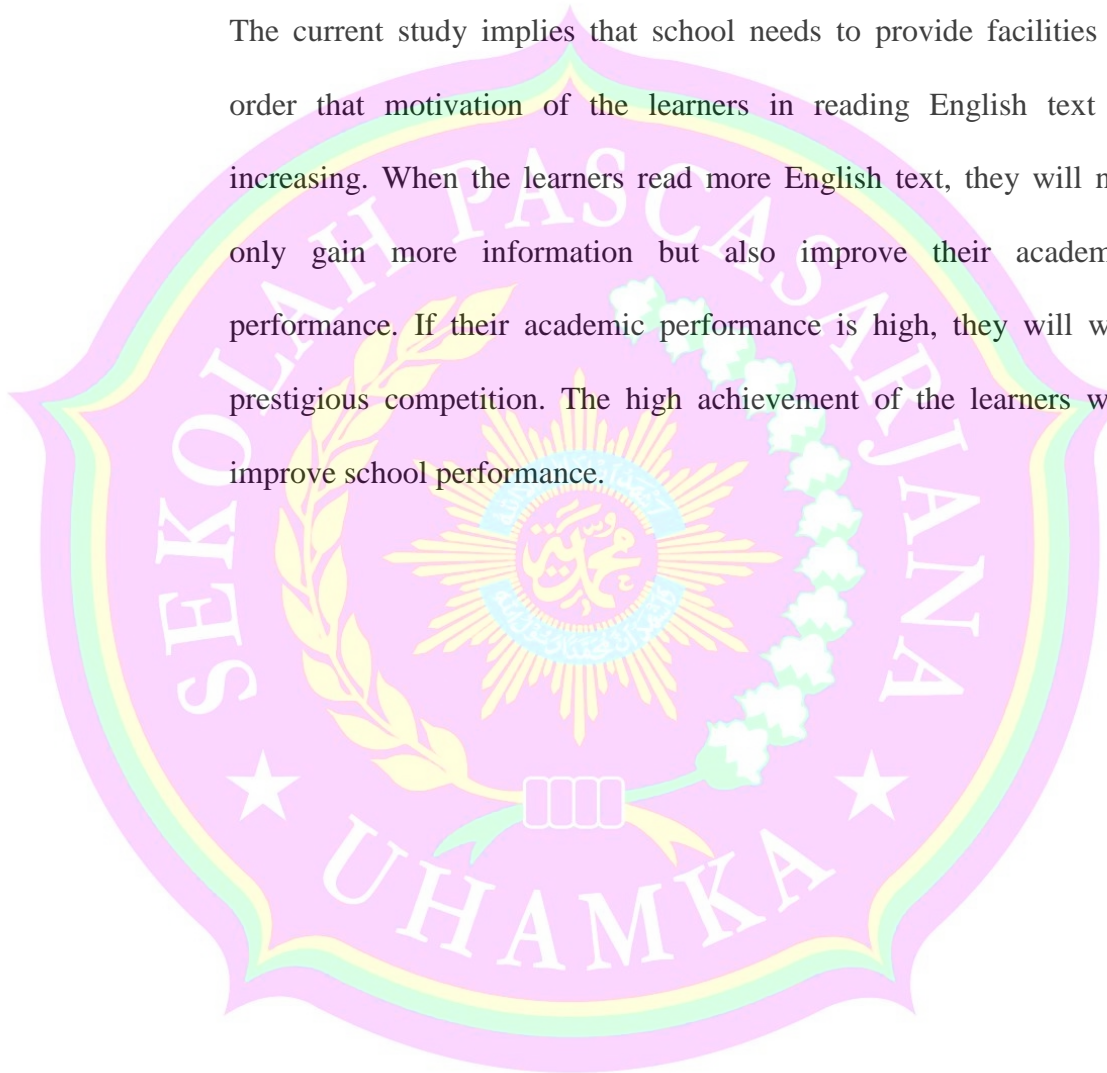 The current study implies that school needs to provide facilities
order that motivation of the learners in reading English text
increasing. When the learners read more English text, they will
only gain more information but also improve their
performance. If their academic performance is high, they will
prestigious competition. The high achievement of the learners
improve school performance.
SEKOLAH PASCASARJANA
UHAMKA
محمدية